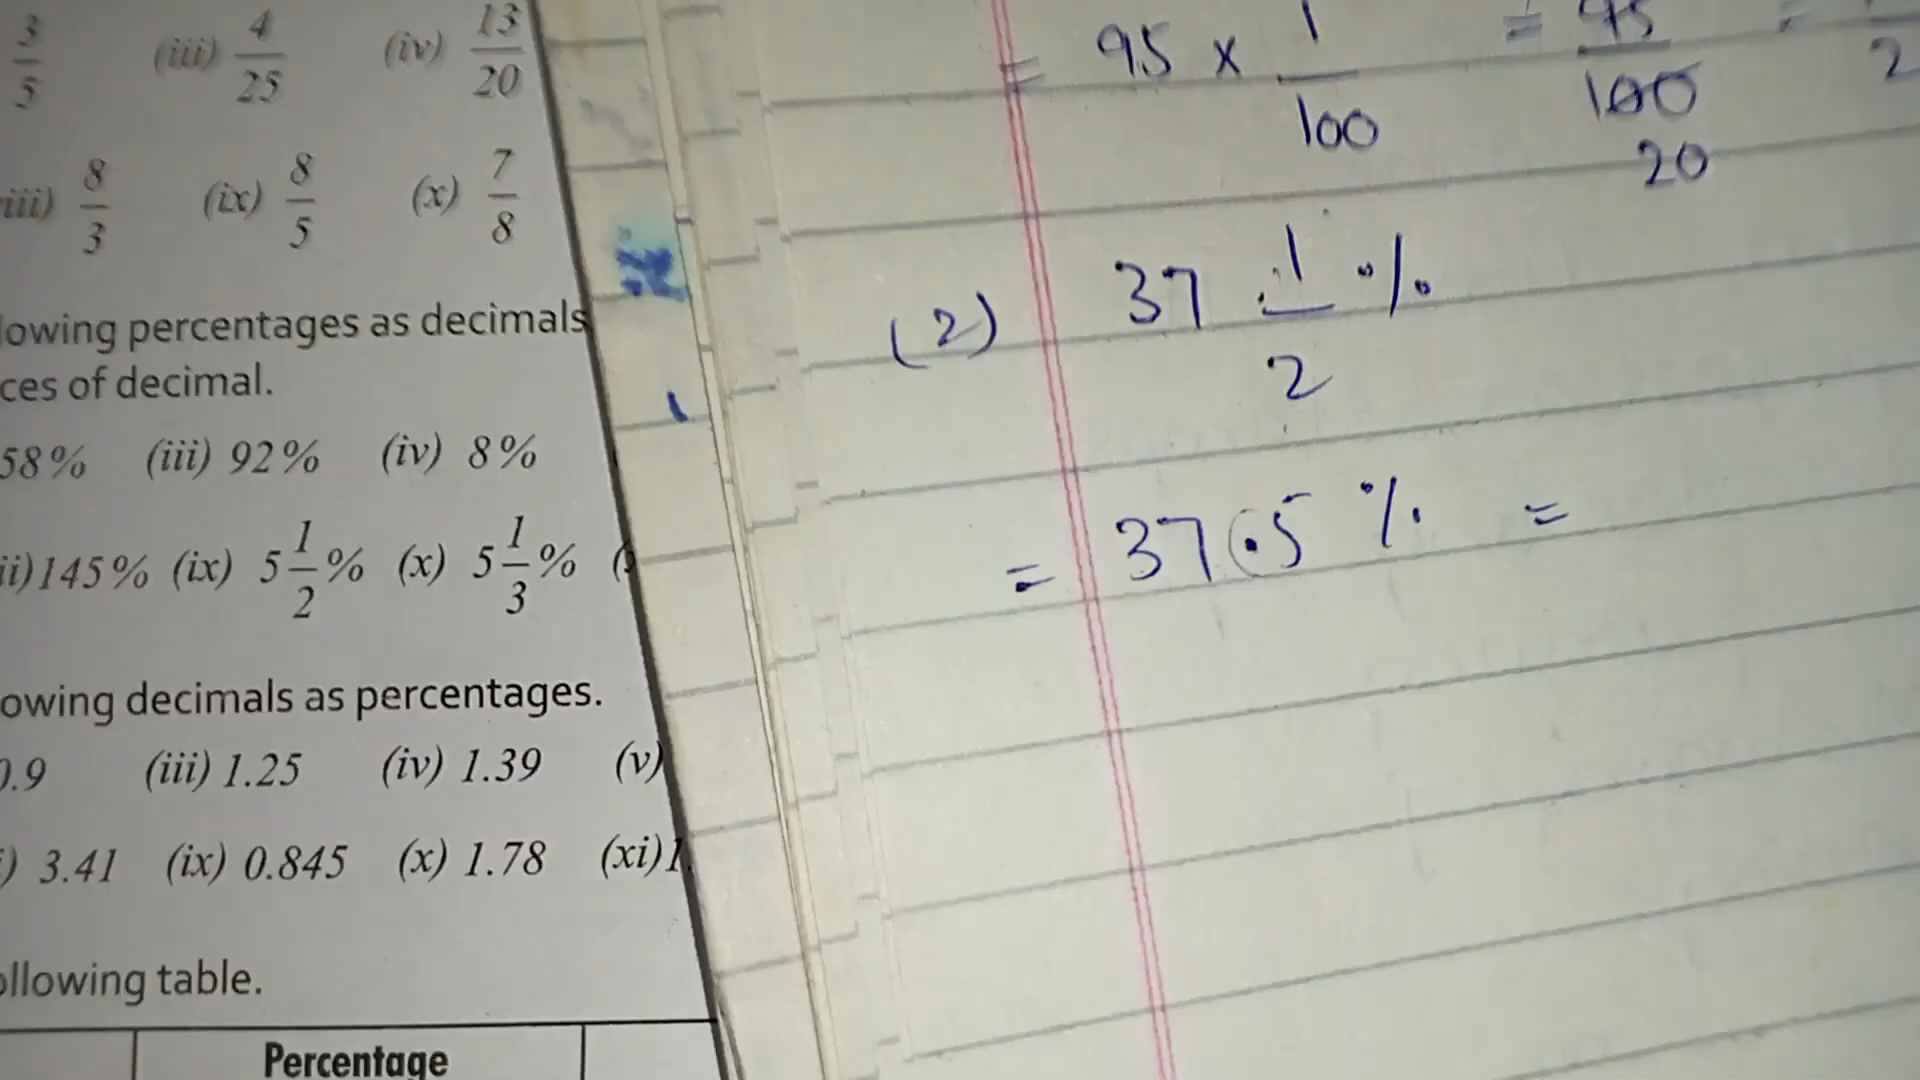 3/5 (iii) 4/25 (iv) 13/20
iii) 8/3 (ix) 8/5 (x) 7/8
lowing percentages as decimals
ces of decimal.
58% (iii) 92% (iv) 8%
ii) 145% (ix) 5 1/2 % (x) 5 1/3 % (
owing decimals as percentages.
0.9 (iii) 1.25 (iv) 1.39 (v)
) 3.41 (ix) 0.845 (x) 1.78 (xi) 1.
ollowing table.
Percentage
= 95 x 1/100 = 95/100 =
20
(2) 37 1/2 %
= 37.5 % =